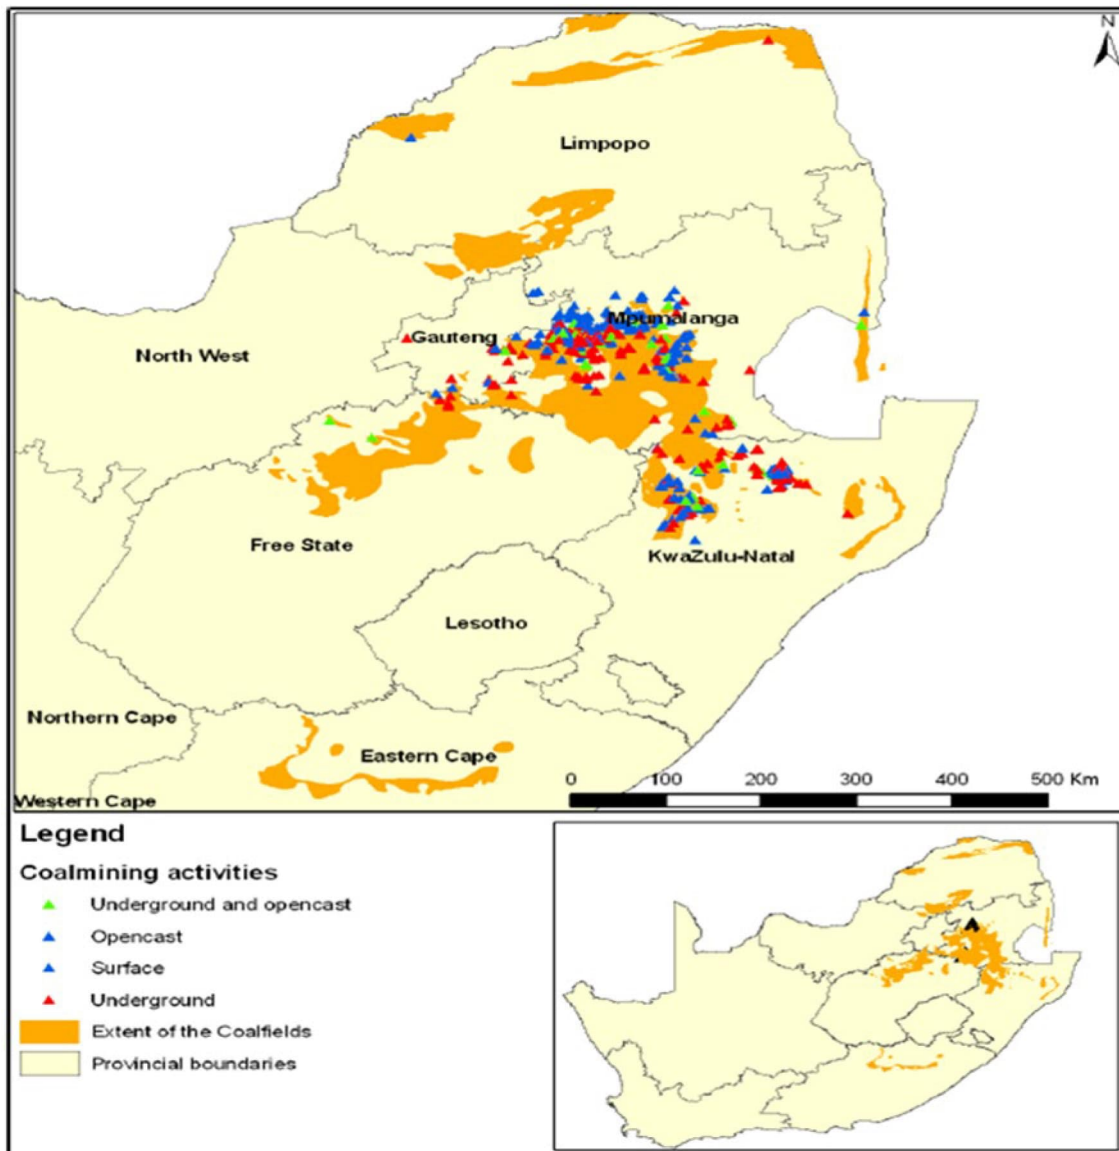 N
Limpopo
Mpumalanga
Gauteng
North West
Free State
KwaZulu-Natal
Lesotho
Northern Cape
Eastern Cape
Western Cape
0 100 200 300 420 500 Km
Legend
Coalmining activities
Underground and opencast
Opencast
Surface
Underground
Extent of the Coalfields
Provincial boundaries